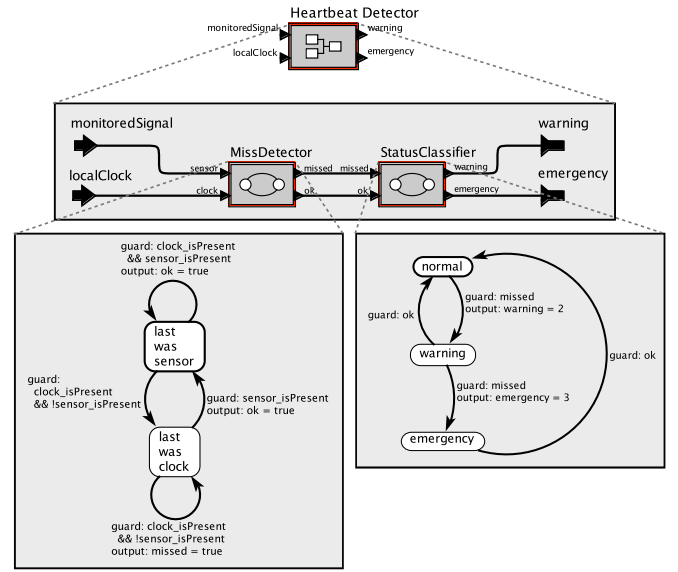 Heartbeat Detector
monitoredSignal
warning
localClock
emergency
monitoredSignal
warning
MissDetector
StatusClassifier
sensor
missed
missed
warning
localClock
emergency
clock
ok
ok
emergency
guard: clock_isPresent
&& sensor_isPresent
output: ok = true
last
was
sensor
guard:
clock_isPresent
&& !sensor_isPresent
guard: sensor_isPresent
output: ok = true
last
was
clock
guard: clock_isPresent
&& !sensor_isPresent
output: missed = true
normal
guard: missed
output: warning = 2
guard: ok
warning
guard: ok
guard: missed
output: emergency = 3
emergency